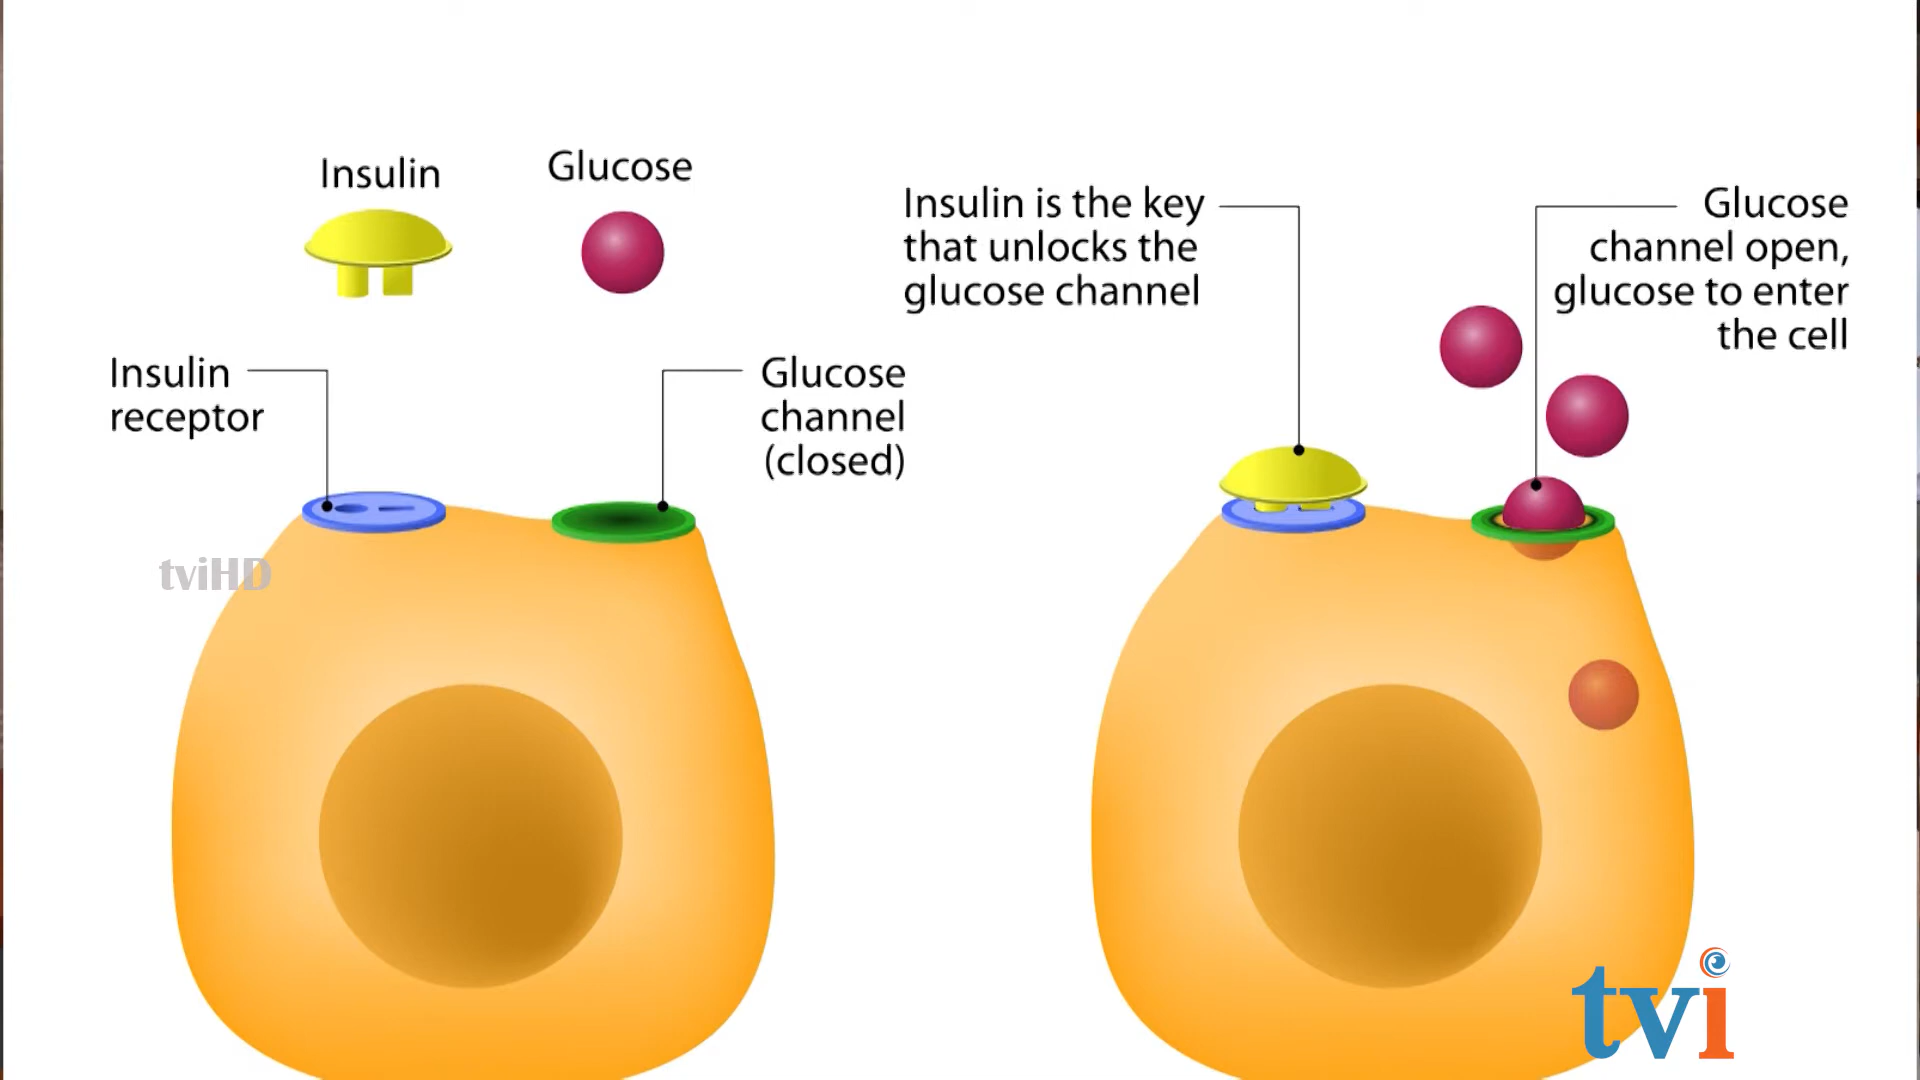 Insulin
Glucose
Insulin
receptor
Glucose
channel
(closed)
Insulin is the key
that unlocks the
glucose channel
Glucose
channel open,
glucose to enter
the cell
tviHD
tvi